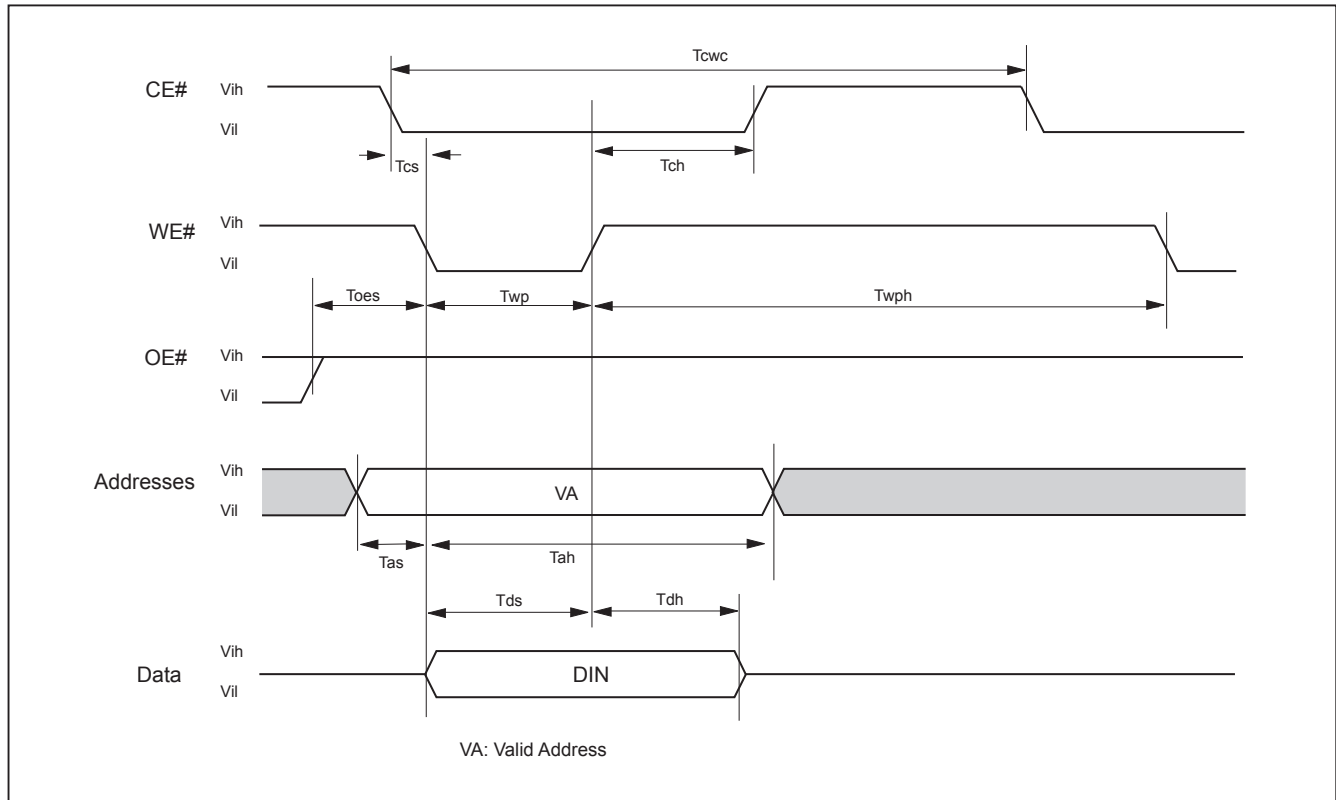 Tcwc
CE#
Vih
Vil
Tcs
Tch
WE#
Vih
Vil
Toes
Twp
Twph
OE#
Vih
Vil
Addresses
Vih
Vil
VA
Tas
Tah
Tds
Tdh
Data
Vih
Vil
DIN
VA: Valid Address